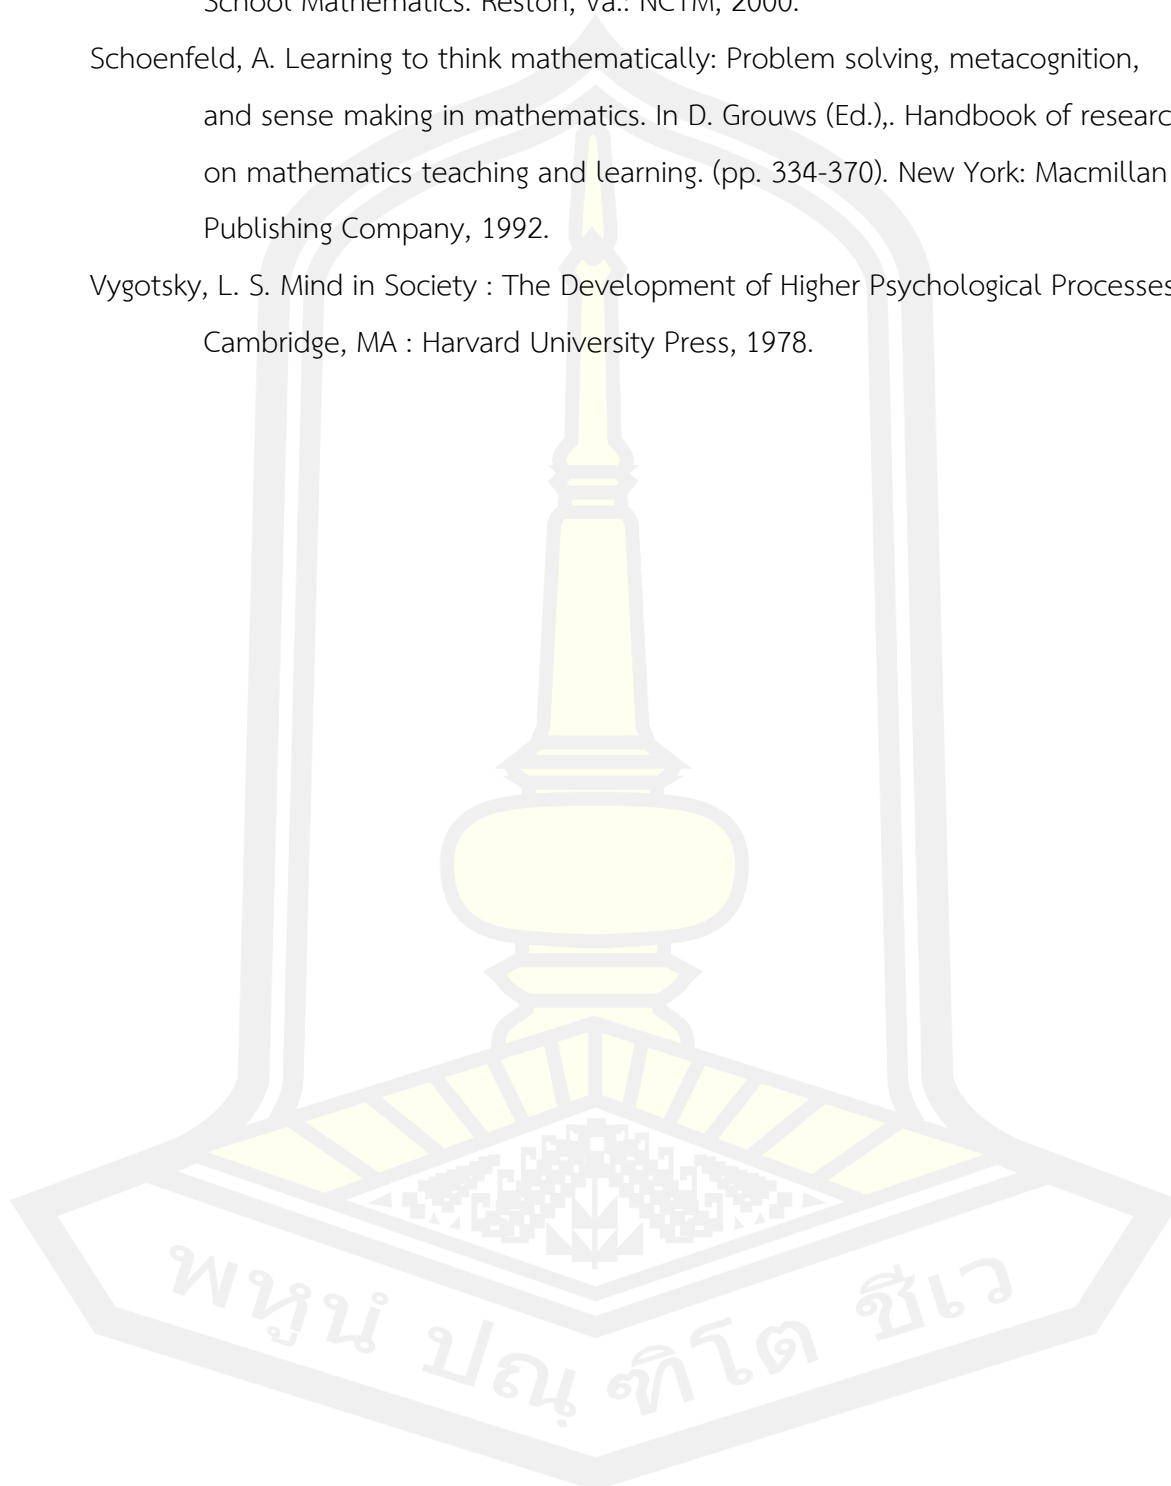 School Mathematics. Reston, Va.: NCTM, 2000.
Schoenfeld, A. Learning to think mathematically: Problem solving, metacognition,
and sense making in mathematics. In D. Grouws (Ed.),. Handbook of researc
on mathematics teaching and learning. (pp. 334-370). New York: Macmillan
Publishing Company, 1992.
Vygotsky, L. S. Mind in Society : The Development of Higher Psychological Processes
Cambridge, MA : Harvard University Press, 1978.
พหูนํ ปณฺฑิโต ชีเว